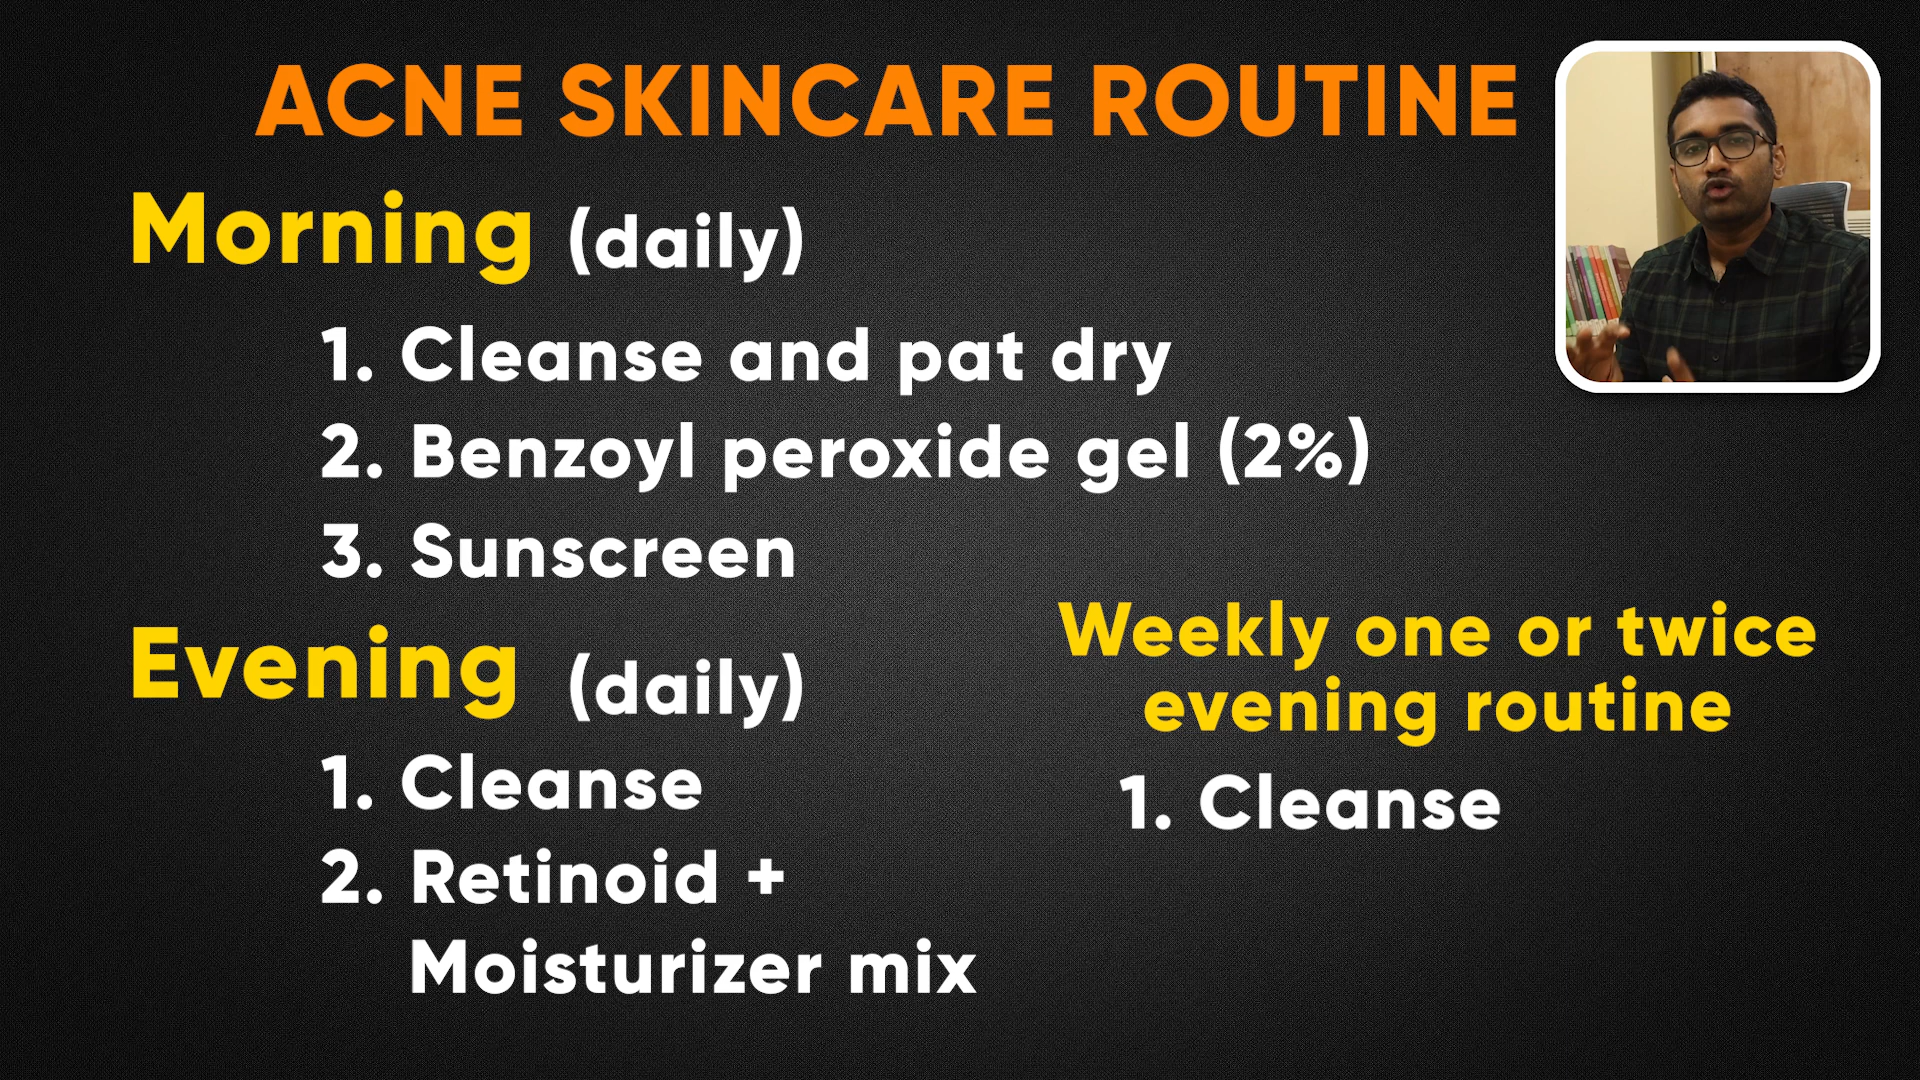 ACNE SKINCARE ROUTINE
Morning (daily)
1. Cleanse and pat dry
2. Benzoyl peroxide gel (2%)
3. Sunscreen
Evening (daily)
1. Cleanse
2. Retinoid +
Moisturizer mix
Weekly one or twice
evening routine
1. Cleanse